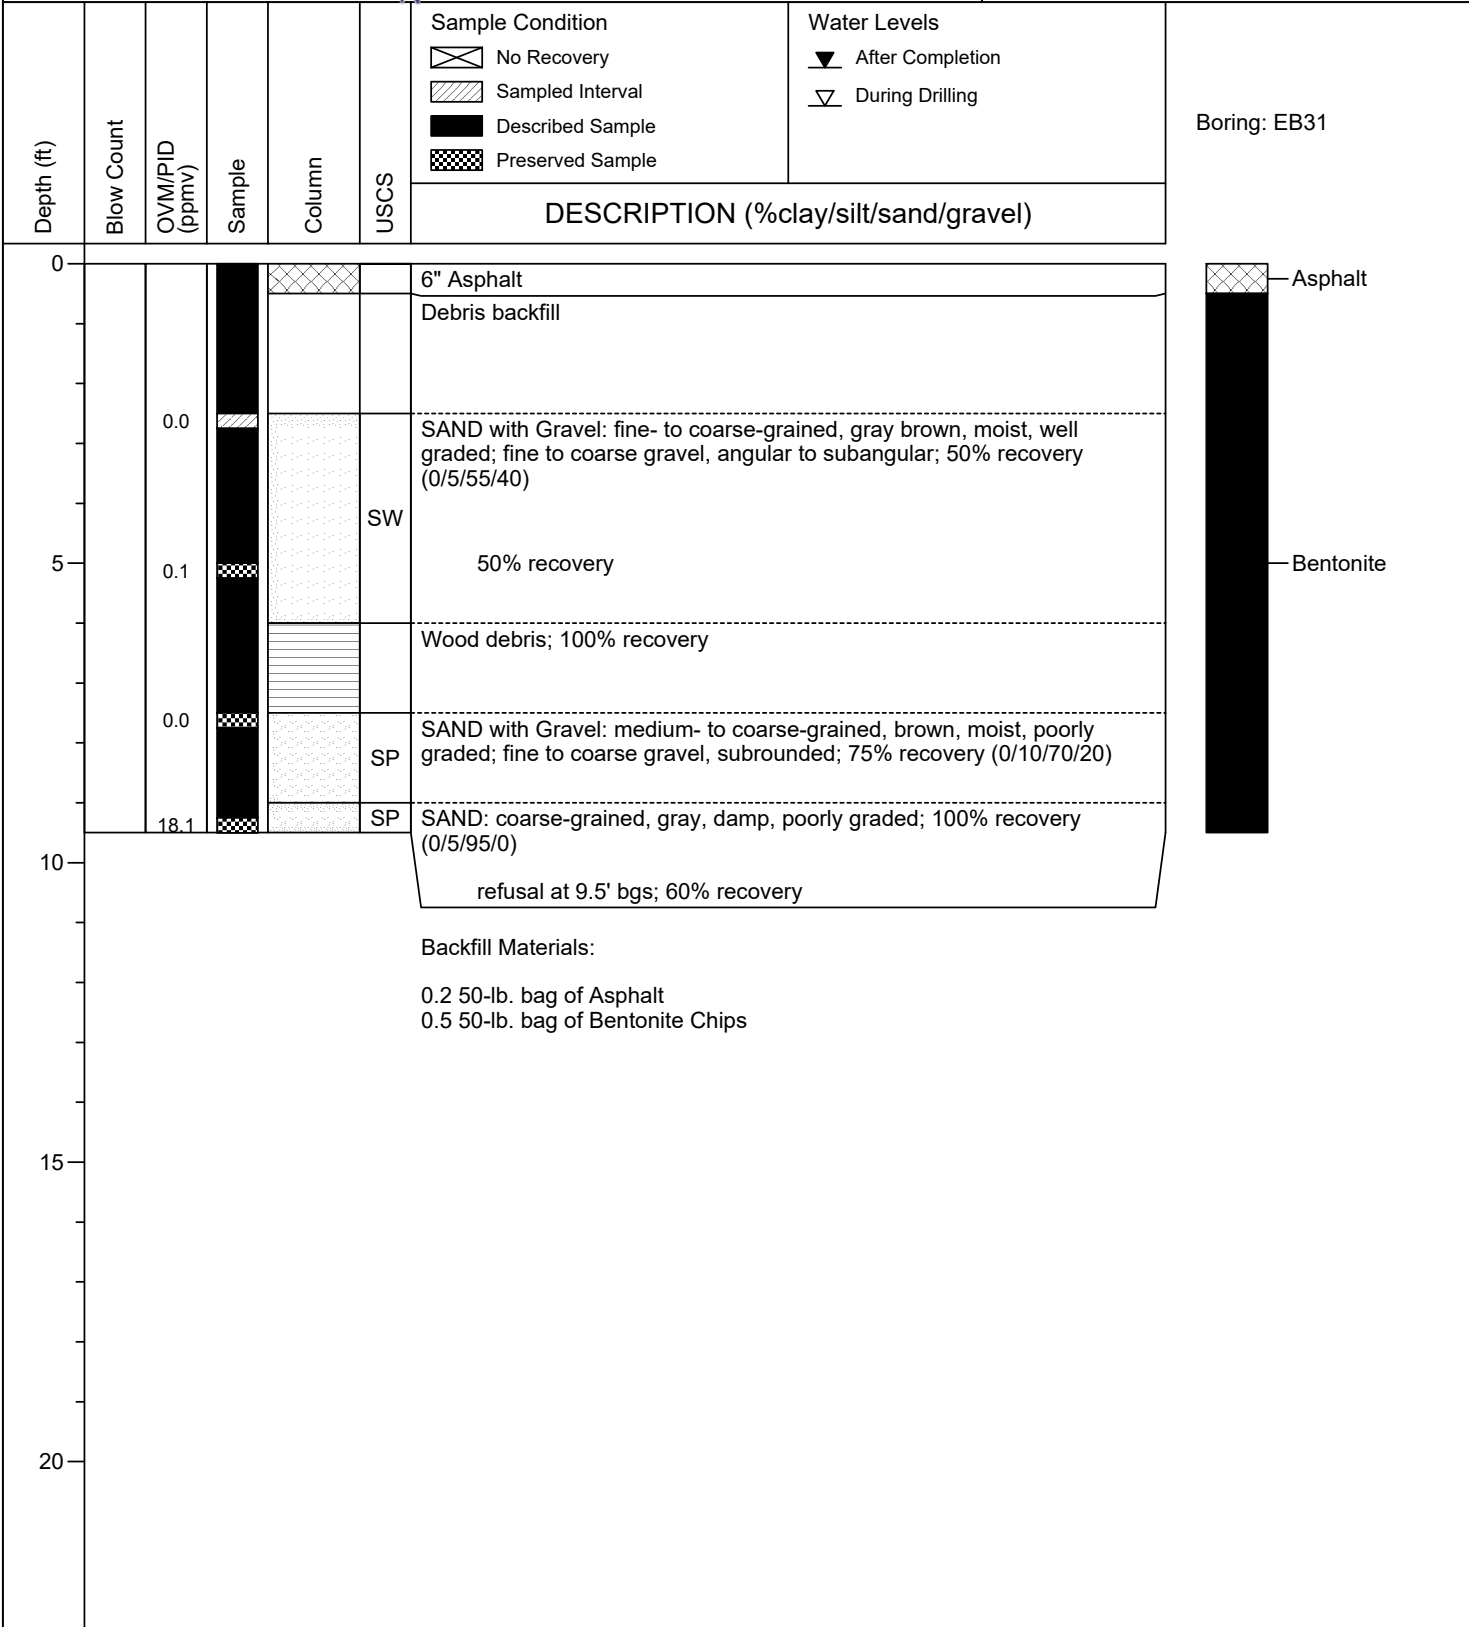 Sample Condition
No Recovery
Sampled Interval
Described Sample
Preserved Sample
Water Levels
After Completion
During Drilling
Boring: EB31
Depth (ft)
Blow Count
OVM/PID
(ppmv)
Sample
Column
USCS
DESCRIPTION (%clay/silt/sand/gravel)
0
6" Asphalt
Asphalt
Debris backfill
0.0
SAND with Gravel: fine- to coarse-grained, gray brown, moist, well
graded; fine to coarse gravel, angular to subangular; 50% recovery
(0/5/55/40)
SW
5
0.1
50% recovery
Bentonite
Wood debris; 100% recovery
0.0
SP
SAND with Gravel: medium- to coarse-grained, brown, moist, poorly
graded; fine to coarse gravel, subrounded; 75% recovery (0/10/70/20)
18.1
SP
SAND: coarse-grained, gray, damp, poorly graded; 100% recovery
(0/5/95/0)
10
refusal at 9.5' bgs; 60% recovery
Backfill Materials:
0.2 50-lb. bag of Asphalt
0.5 50-lb. bag of Bentonite Chips
15
20